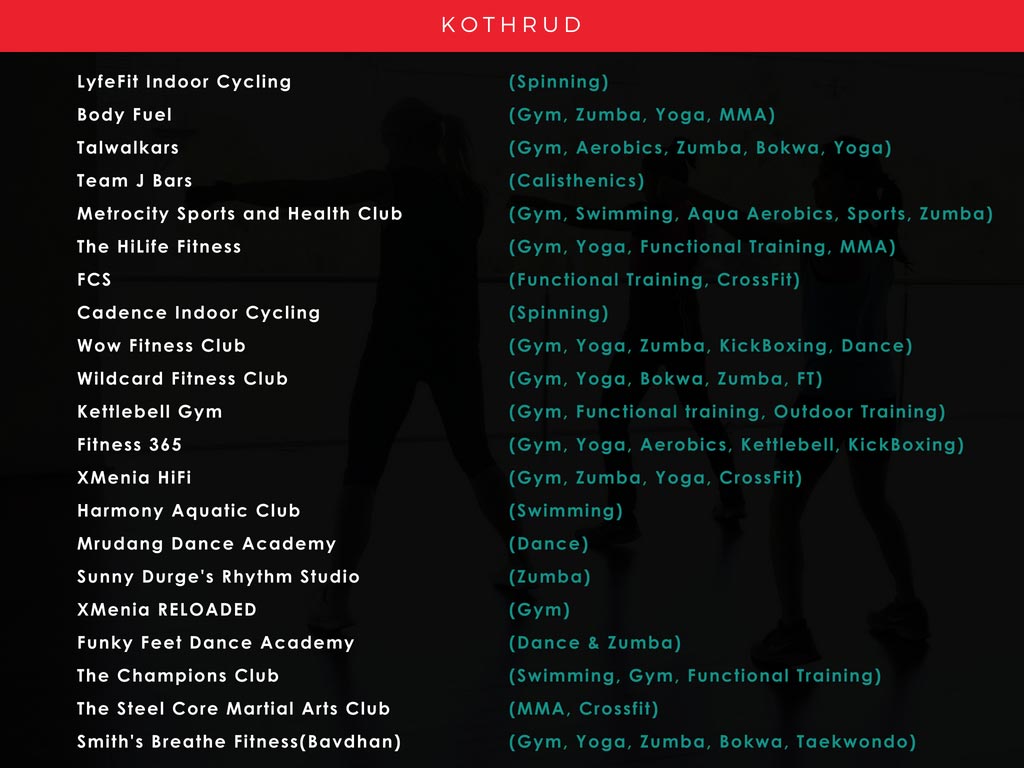 KOTHRUD
LyfeFit Indoor Cycling (Spinning)
Body Fuel (Gym, Zumba, Yoga, MMA)
Talwalkars (Gym, Aerobics, Zumba, Bokwa, Yoga)
Team J Bars (Calisthenics)
Metrocity Sports and Health Club (Gym, Swimming, Aqua Aerobics, Sports, Zumba)
The HiLife Fitness (Gym, Yoga, Functional Training, MMA)
FCS (Functional Training, CrossFit)
Cadence Indoor Cycling (Spinning)
Wow Fitness Club (Gym, Yoga, Zumba, KickBoxing, Dance)
Wildcard Fitness Club (Gym, Yoga, Bokwa, Zumba, FT)
Kettlebell Gym (Gym, Functional training, Outdoor Training)
Fitness 365 (Gym, Yoga, Aerobics, Kettlebell, KickBoxing)
XMenia HiFi (Gym, Zumba, Yoga, CrossFit)
Harmony Aquatic Club (Swimming)
Mrudang Dance Academy (Dance)
Sunny Durge's Rhythm Studio (Zumba)
XMenia RELOADED (Gym)
Funky Feet Dance Academy (Dance & Zumba)
The Champions Club (Swimming, Gym, Functional Training)
The Steel Core Martial Arts Club (MMA, Crossfit)
Smith's Breathe Fitness(Bavdhan) (Gym, Yoga, Zumba, Bokwa, Taekwondo)